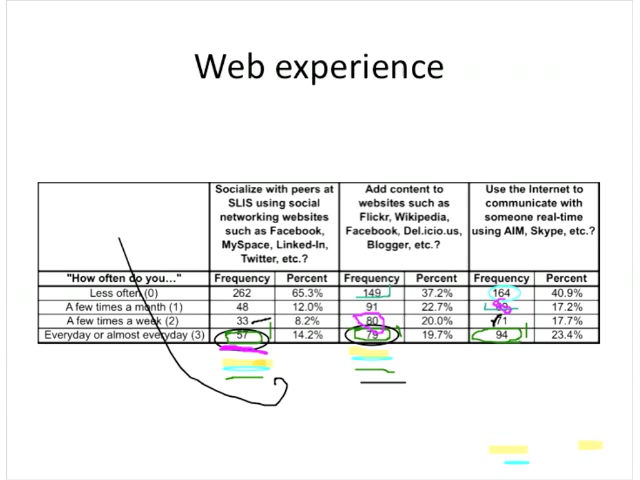 Web experience
Socialize with peers at SLIS using social networking websites such as Facebook, MySpace, Linked-In, Twitter, etc.?
Add content to websites such as Flickr, Wikipedia, Facebook, Del.icio.us, Blogger, etc.?
Use the Internet to communicate with someone real-time using AIM, Skype, etc.?
"How often do you..." Frequency Percent Frequency Percent Frequency Percent
Less often (0) 262 65.3% 149 37.2% 164 40.9%
A few times a month (1) 48 12.0% 91 22.7% 17.2%
A few times a week (2) 33 8.2% 80 20.0% 71 17.7%
Everyday or almost everyday (3) 57 14.2% 79 19.7% 94 23.4%